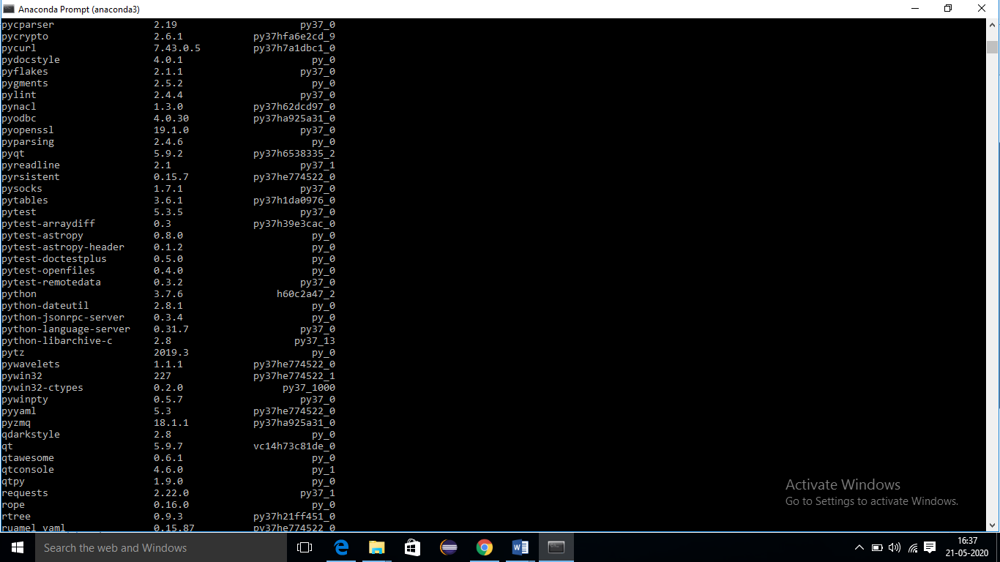 Anaconda Prompt (anaconda3)
pycparser 2.19 py37_0
pycrypto 2.6.1 py37hfa6e2cd_9
pycurl 7.43.0.5 py37h7a1dbc1_0
pydocstyle 4.0.1 py_0
pyflakes 2.1.1 py37_0
pygments 2.5.2 py_0
pylint 2.4.4 py37_0
pynacl 1.3.0 py37h62dcd97_0
pyodbc 4.0.30 py37ha925a31_0
pyopenssl 19.1.0 py37_0
pyparsing 2.4.6 py_0
pyqt 5.9.2 py37h6538335_2
pyreadline 2.1 py37_1
pyrsistent 0.15.7 py37he774522_0
pysocks 1.7.1 py37_0
pytables 3.6.1 py37h1da0976_0
pytest 5.3.5 py37_0
pytest-arraydiff 0.3 py37h39e3cac_0
pytest-astropy 0.8.0 py_0
pytest-astropy-header 0.1.2 py_0
pytest-doctestplus 0.5.0 py_0
pytest-openfiles 0.4.0 py_0
pytest-remotedata 0.3.2 py37_0
python 3.7.6 h60c2a47_2
python-dateutil 2.8.1 py_0
python-jsonrpc-server 0.3.4 py_0
python-language-server 0.31.7 py37_0
python-libarchive-c 2.8 py37_13
pytz 2019.3 py_0
pywavelets 1.1.1 py37he774522_0
pywin32 227 py37he774522_1
pywin32-ctypes 0.2.0 py37_1000
pywinpty 0.5.7 py37_0
pyyaml 5.3 py37he774522_0
pyzmq 18.1.1 py37ha925a31_0
qdarkstyle 2.8 py_0
qt 5.9.7 vc14h73c81de_0
qtawesome 0.6.1 py_0
qtconsole 4.6.0 py_1
qtpy 1.9.0 py_0
requests 2.22.0 py37_1
rope 0.16.0 py_0
rtree 0.9.3 py37h21ff451_0
ruamel_yaml 0.15.87 py37he774522_0
Activate Windows
Go to Settings to activate Windows.
Search the web and Windows
16:37
21-05-2020